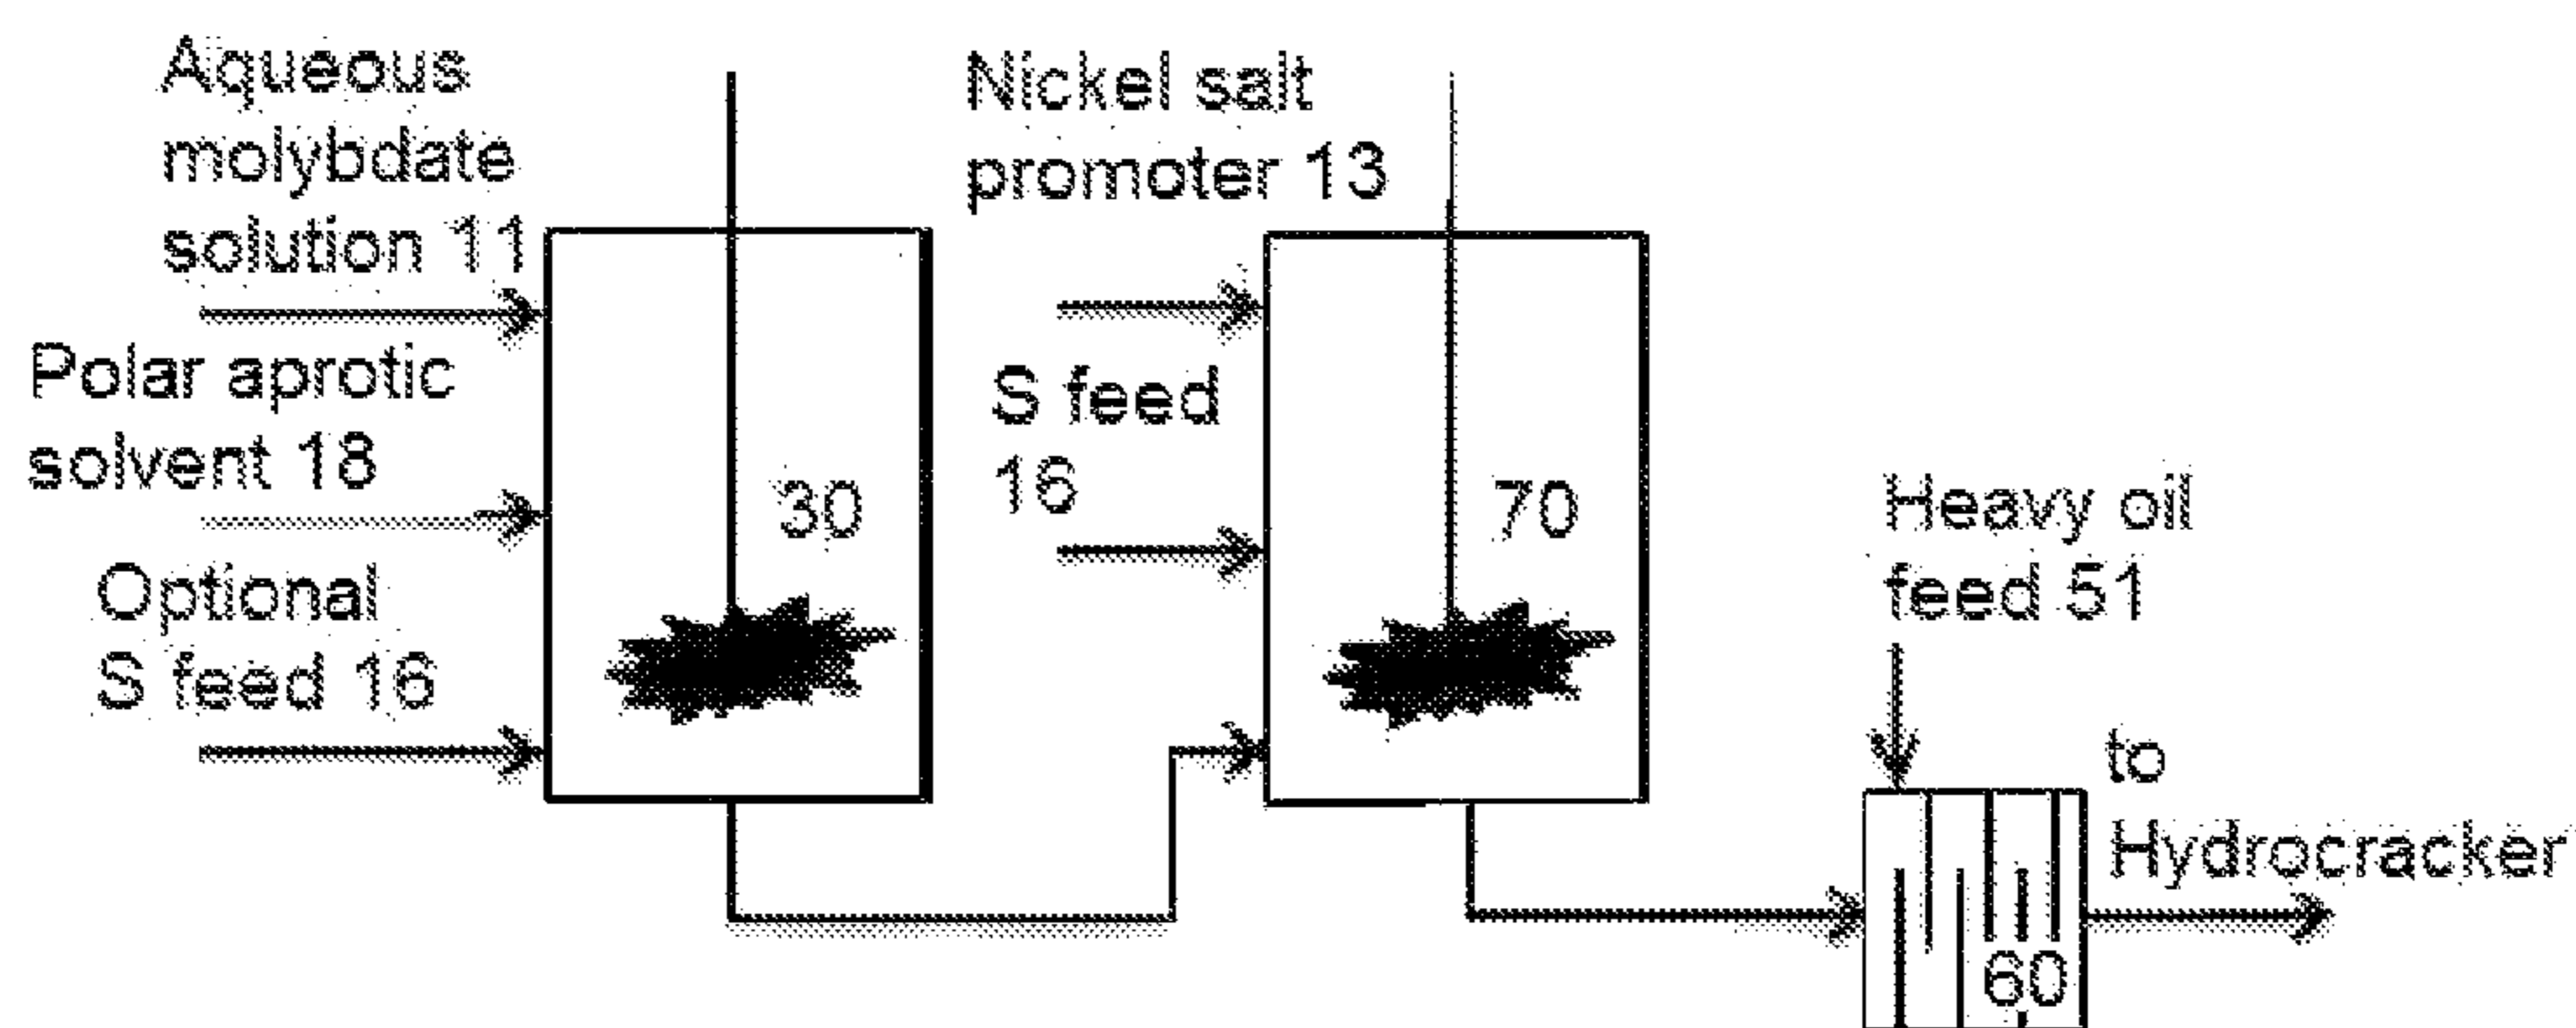 Aqueous
molybdate
solution 11
Polar aprotic
solvent 18
Optional
S feed 16
30
Nickel salt
promoter 13
S feed
16
70
Heavy oil
feed 51
to
Hydrocracker
60